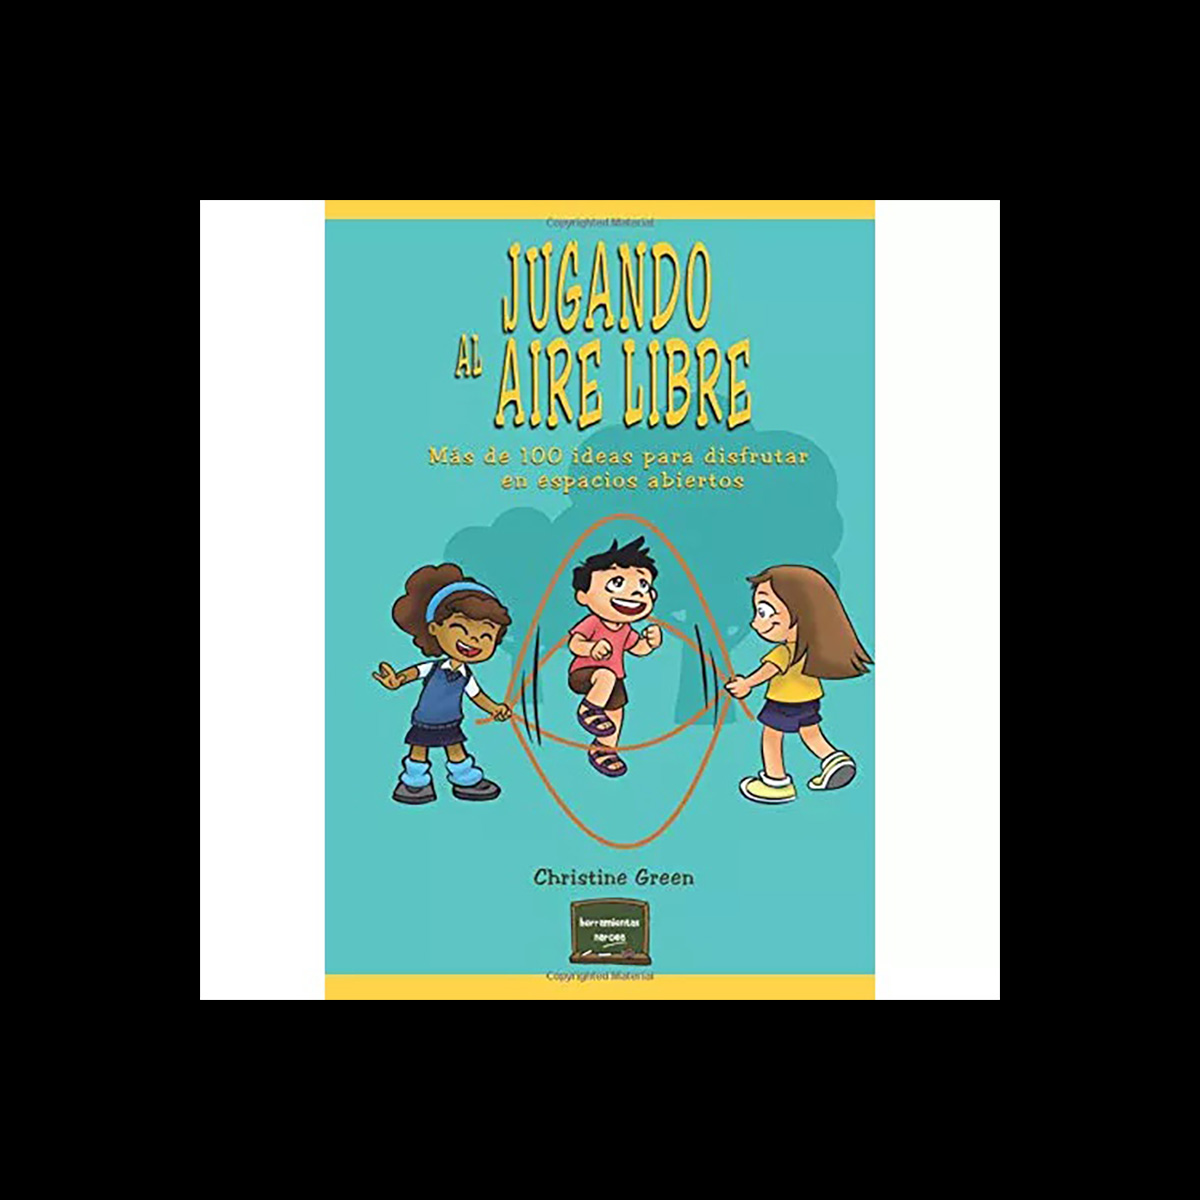 Copyrighted Material
JUGANDO
AL AIRE LIBRE
Más de 100 ideas para disfrutar
en espacios abiertos
Christine Green
herramientas
narcea
Copyrighted Material